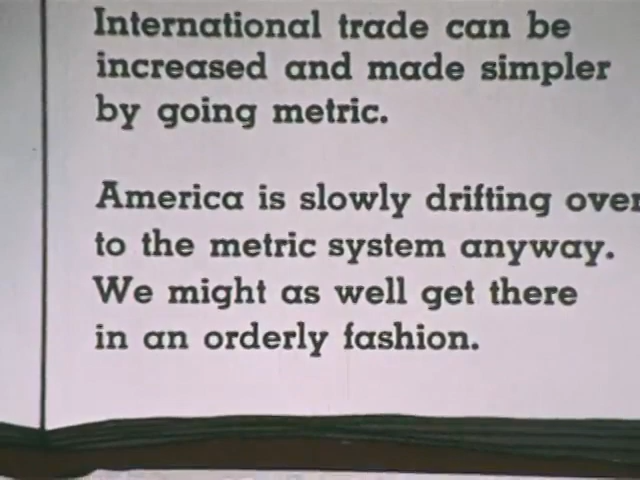 International trade can be
increased and made simpler
by going metric.
America is slowly drifting over
to the metric system anyway.
We might as well get there
in an orderly fashion.